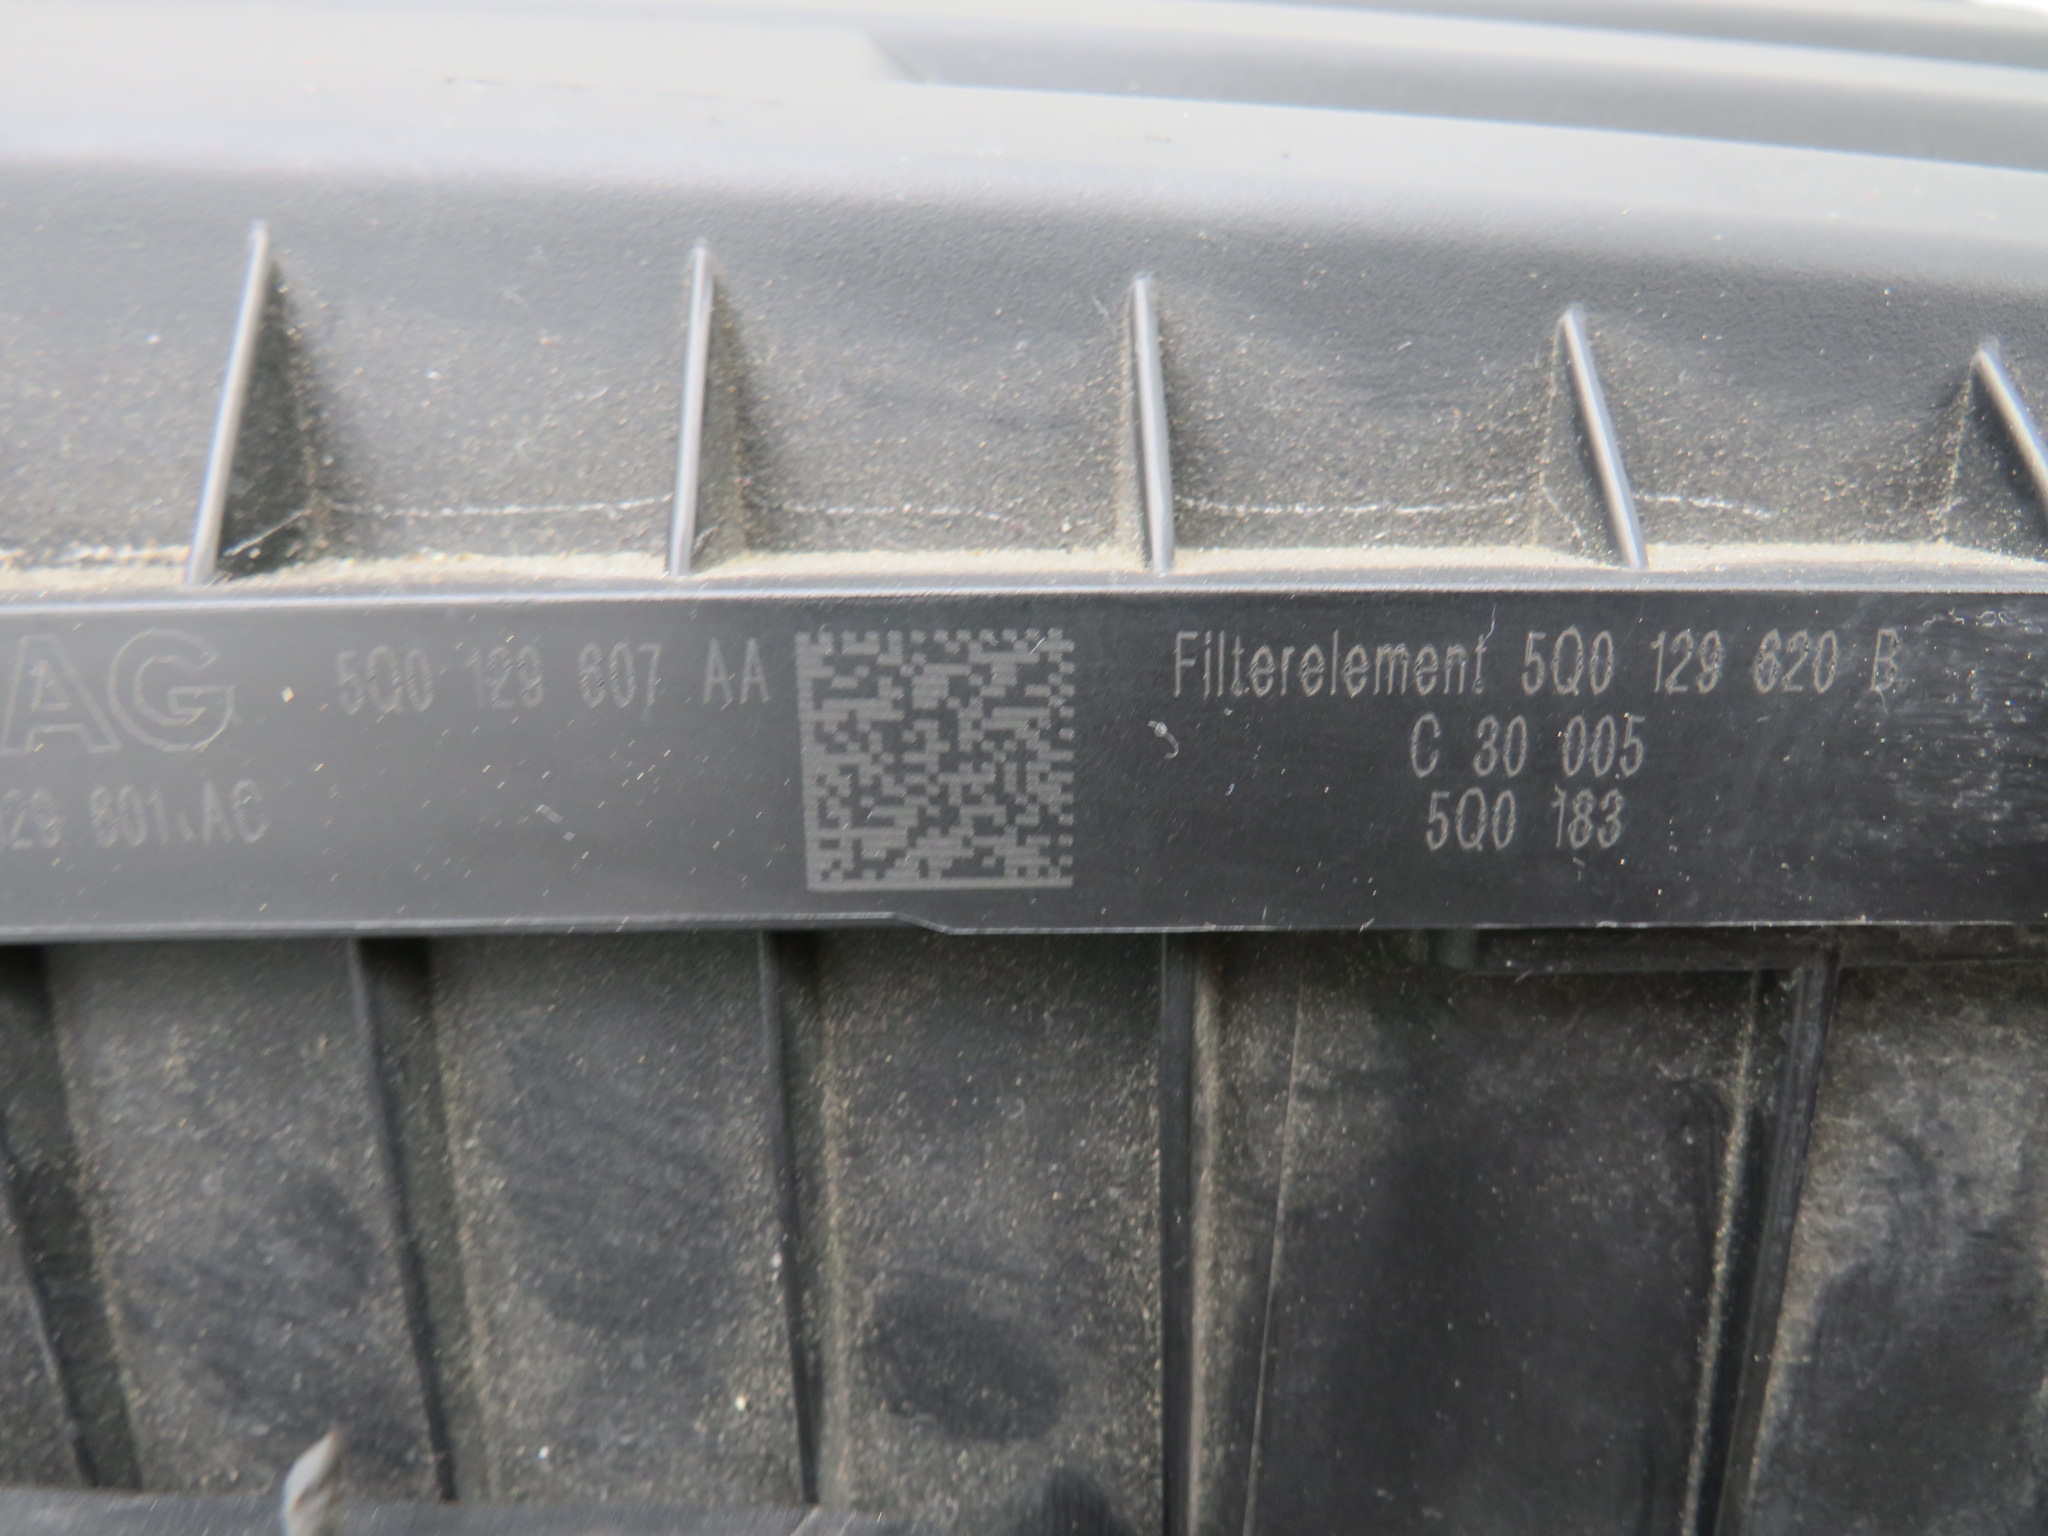 AG 5Q0 129 607 AA
129 601 AC
Filterelement 5Q0 129 620 B
C 30 005
5Q0 183